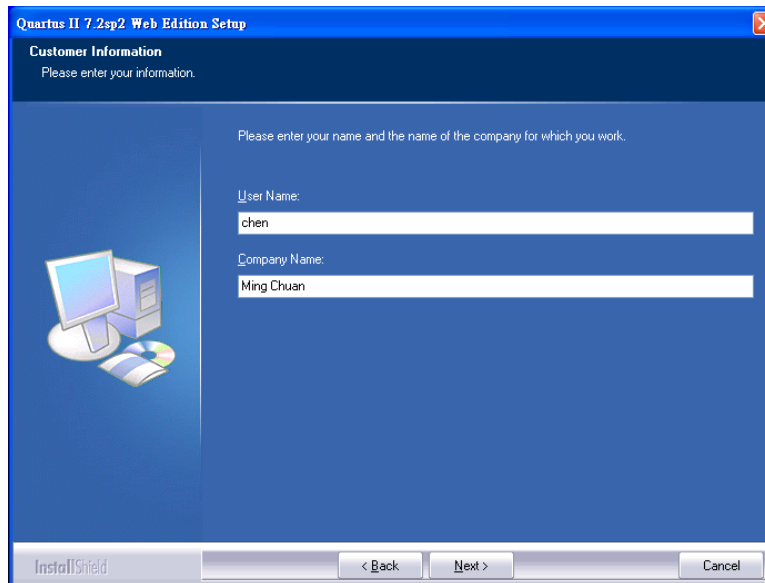 Quartus II 7.2sp2 Web Edition Setup
Customer Information
Please enter your information.
Please enter your name and the name of the company for which you work.
User Name:
chen
Company Name:
Ming Chuan
InstallShield
< Back
Next >
Cancel